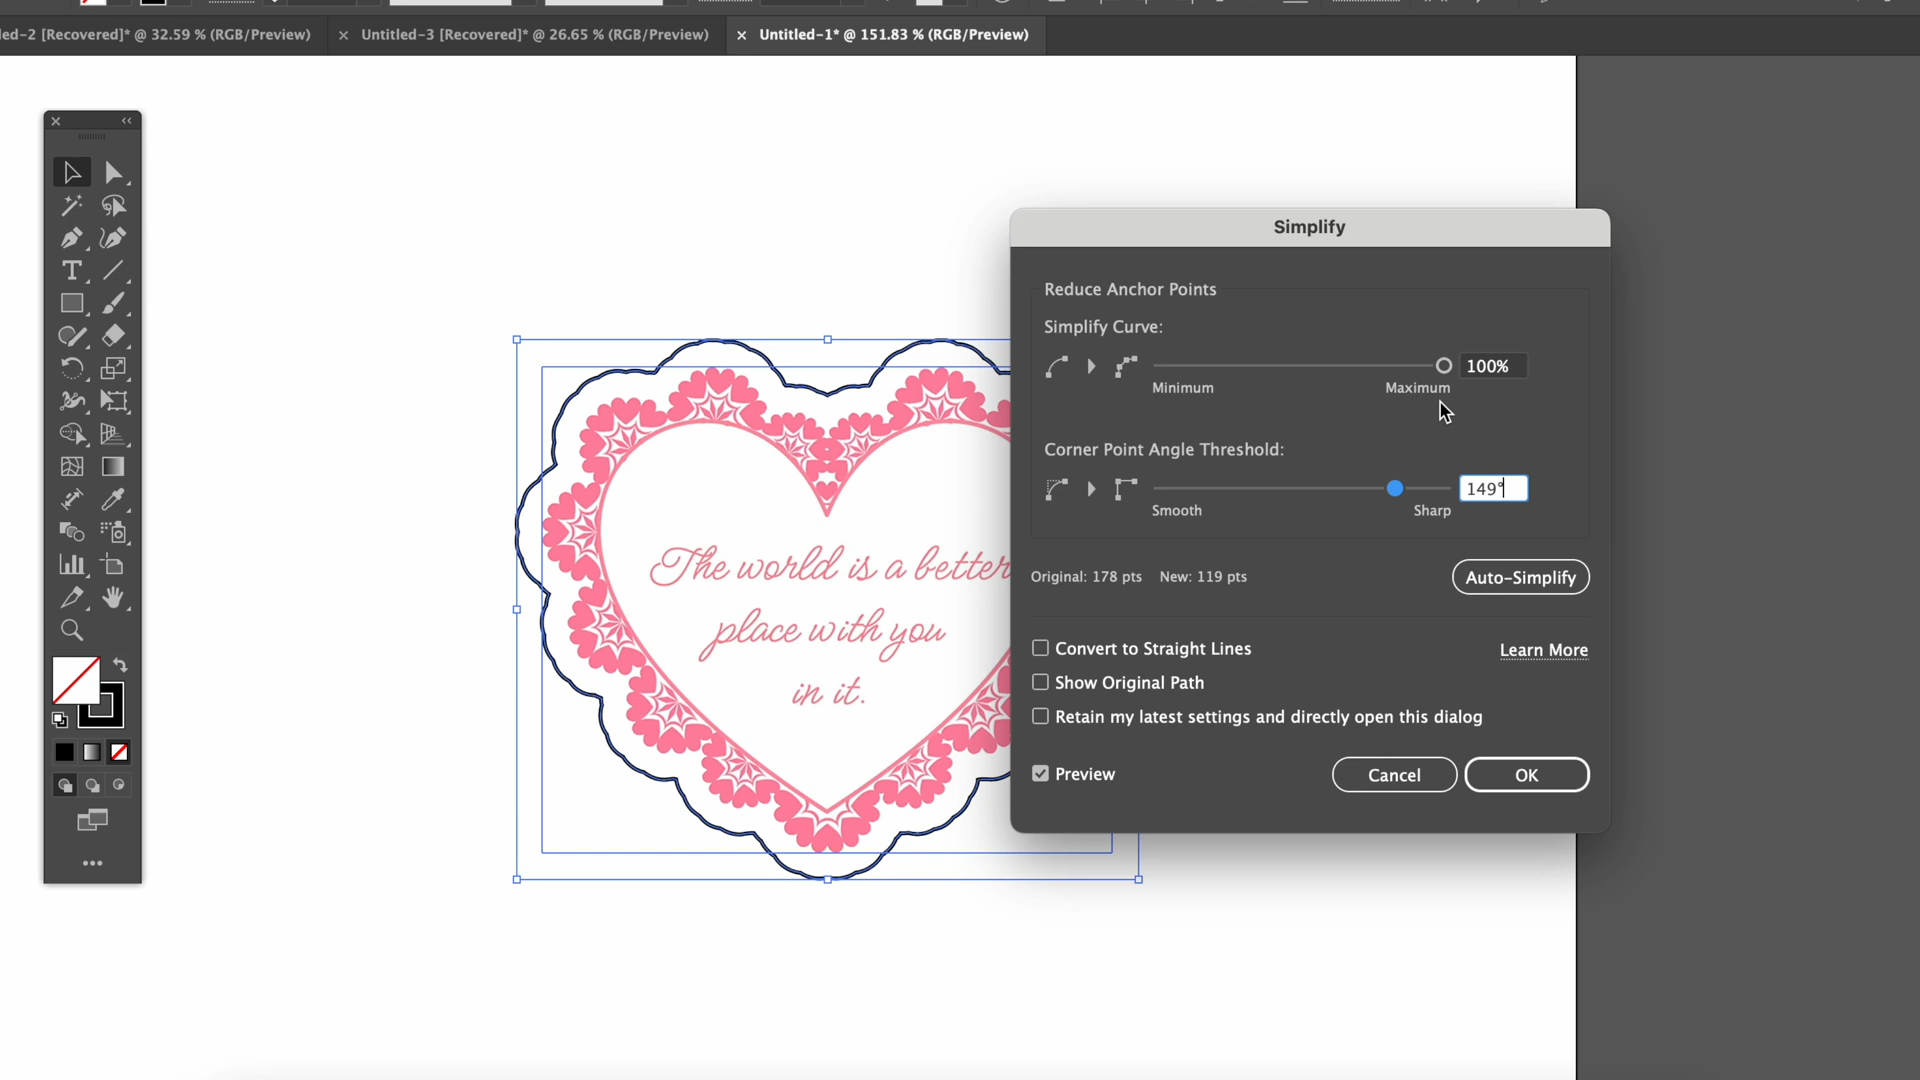 led-2 [Recovered]* @ 32.59 % (RGB/Preview)
Untitled-3 [Recovered]* @ 26.65 % (RGB/Preview)
Untitled-1* @ 151.83 % (RGB/Preview)
Simplify
Reduce Anchor Points
Simplify Curve:
100%
Minimum Maximum
Corner Point Angle Threshold:
149°
Smooth Sharp
Original: 178 pts New: 119 pts
Auto-Simplify
Convert to Straight Lines
Learn More
Show Original Path
Retain my latest settings and directly open this dialog
Preview
Cancel
OK
The world is a better
place with you
in it.